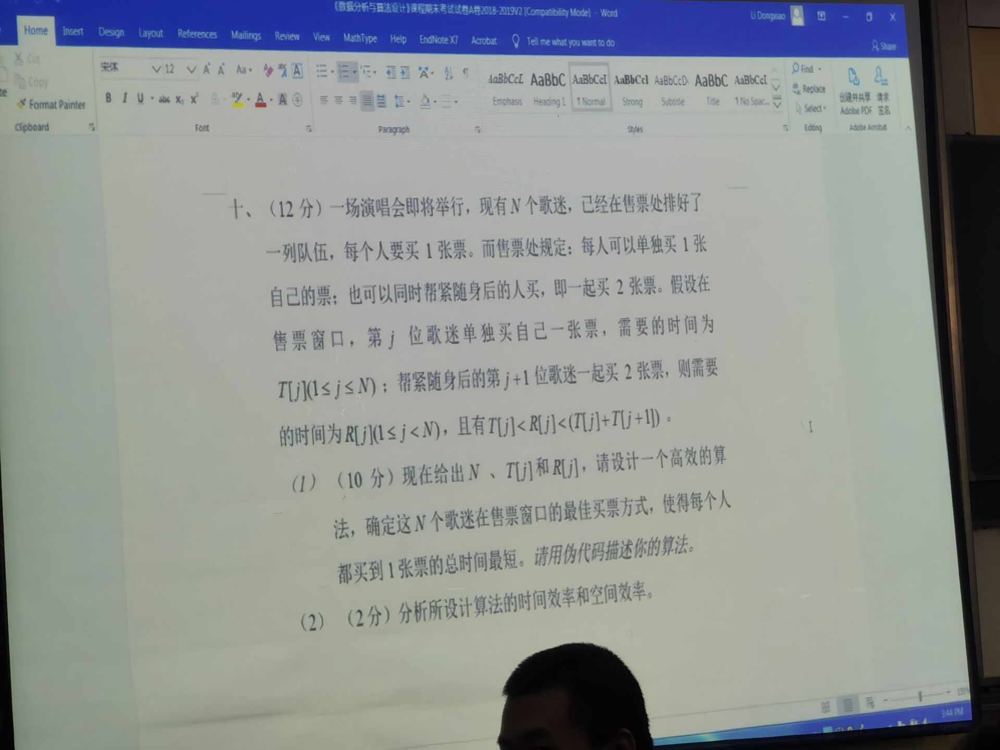 《数据分析与算法设计》课程期末考试试卷A卷2018-2019V2 [Compatibility Mode] - Word
Li Dongxiao
Home Insert Design Layout References Mailings Review View MathType Help EndNote X7 Acrobat Tell me what you want to do
Share
Cut
Copy
Format Painter
Clipboard
宋体 12
Font
Paragraph
AaBbCcI AaBbC AaBbCcI AaBbCcI AaBbCcD AaBbC AaBbCcI
Emphasis Heading 1 ¶ Normal Strong Subtitle Title ¶ No Spac...
Styles
Find
Replace
Select
Editing
创建并共享 Adobe PDF
请求签名
Adobe Acrobat
十、（12 分）一场演唱会即将举行，现有 N 个歌迷，已经在售票处排好了
一列队伍，每个人要买 1 张票。而售票处规定：每人可以单独买 1 张
自己的票；也可以同时帮紧随身后的人买，即一起买 2 张票。假设在
售票窗口，第 j 位歌迷单独买自己一张票，需要的时间为
T[j](1≤j≤N)；帮紧随身后的第 j+1 位歌迷一起买 2 张票，则需要
的时间为 R[j](1≤j<N)，且有 T[j]<R[j]<(T[j]+T[j+1])。
(1) （10 分）现在给出 N 、T[j] 和 R[j]，请设计一个高效的算
法，确定这 N 个歌迷在售票窗口的最佳买票方式，使得每个人
都买到 1 张票的总时间最短。请用伪代码描述你的算法。
(2) （2 分）分析所设计算法的时间效率和空间效率。
150%
3:44 PM